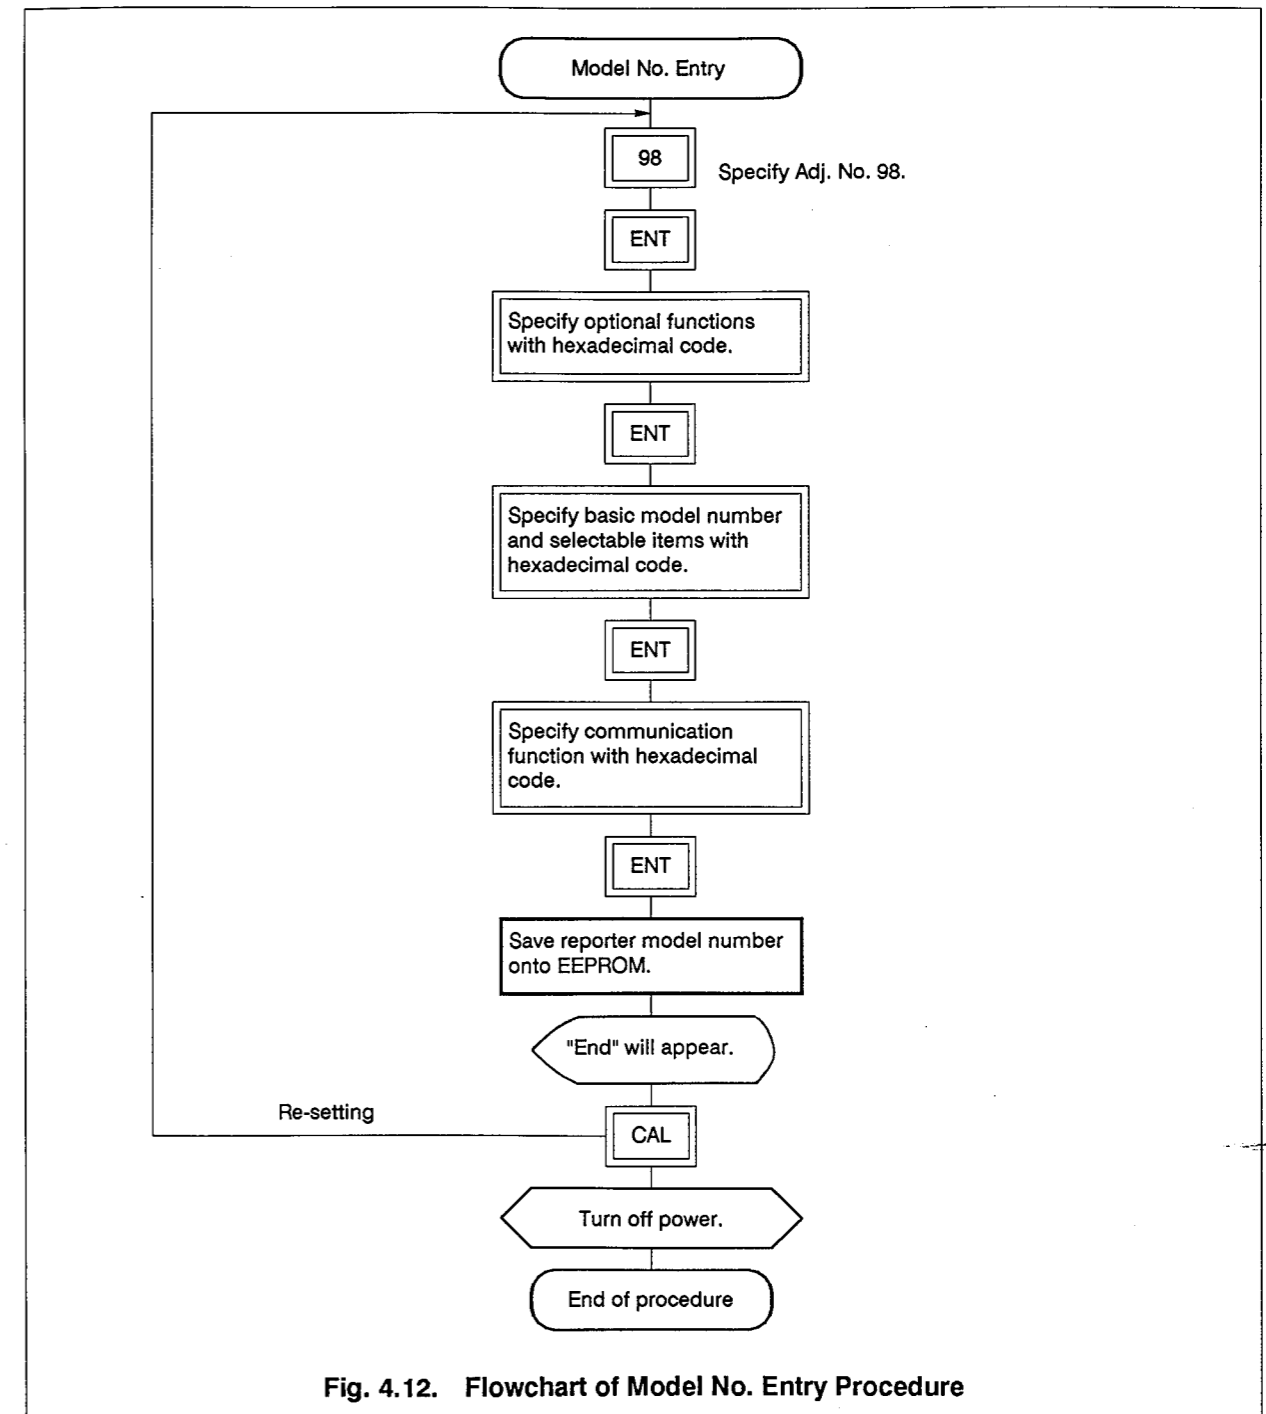 Model No. Entry
98
Specify Adj. No. 98.
ENT
Specify optional functions
with hexadecimal code.
ENT
Specify basic model number
and selectable items with
hexadecimal code.
ENT
Specify communication
function with hexadecimal
code.
ENT
Save reporter model number
onto EEPROM.
"End" will appear.
Re-setting
CAL
Turn off power.
End of procedure
Fig. 4.12. Flowchart of Model No. Entry Procedure